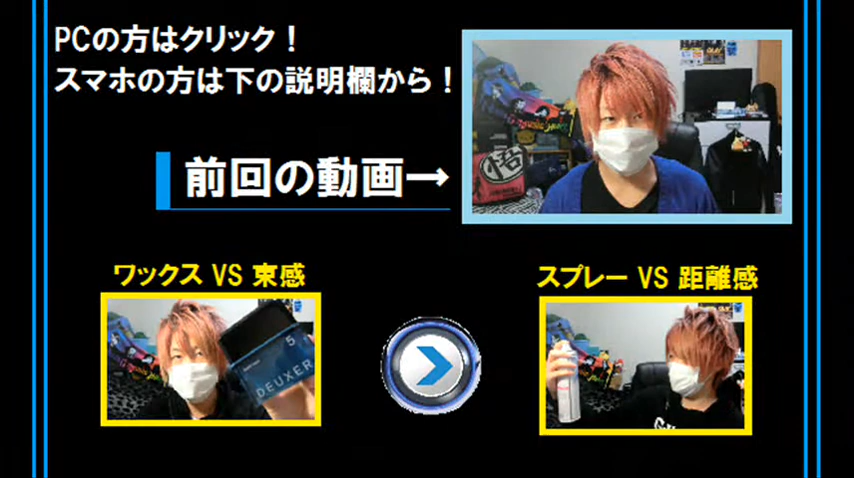 PCの方はクリック！
スマホの方は下の説明欄から！
前回の動画→
悟
ワックス VS 束感
スプレー VS 距離感
5
DEUXER